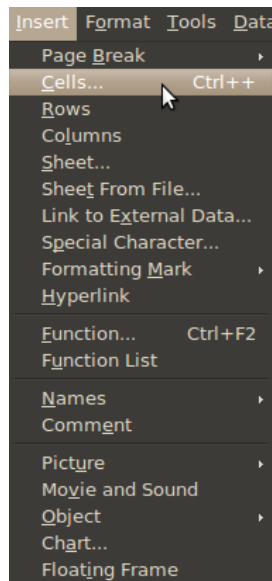 Insert Format Tools Data
Page Break
Cells... Ctrl++
Rows
Columns
Sheet...
Sheet From File...
Link to External Data...
Special Character...
Formatting Mark
Hyperlink
Function... Ctrl+F2
Function List
Names
Comment
Picture
Movie and Sound
Object
Chart...
Floating Frame